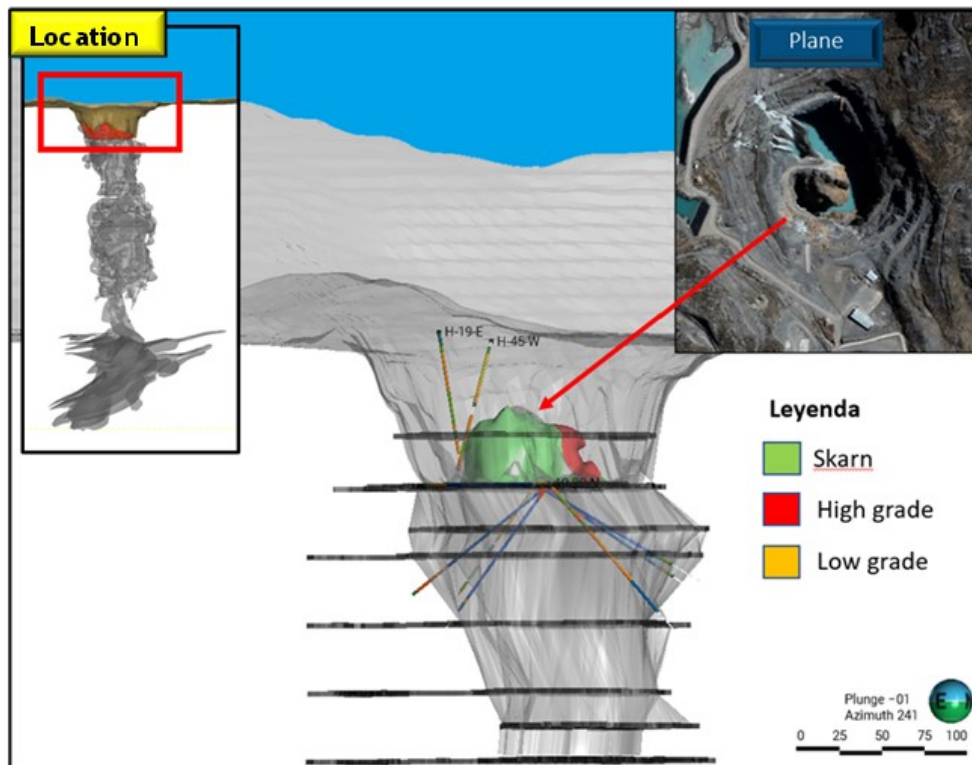 Location
Plane
H-19-E
H-45-W
Leyenda
Skarn
High grade
Low grade
Plunge -01
Azimuth 241
E
0 25 50 75 100